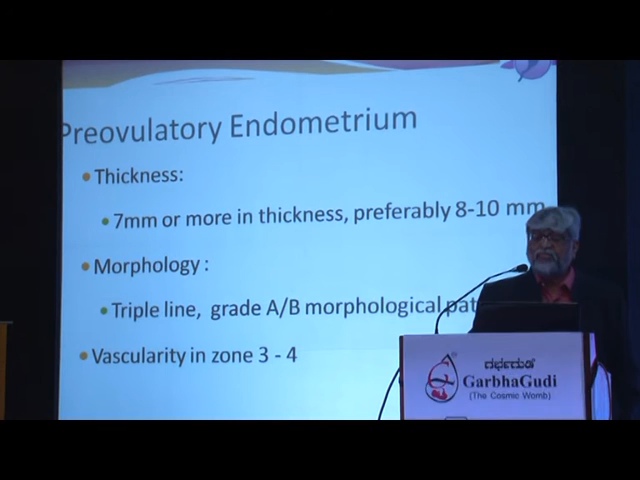 Preovulatory Endometrium
Thickness:
7mm or more in thickness, preferably 8-10 mm
Morphology :
Triple line, grade A/B morphological pat
Vascularity in zone 3 - 4
ಗರ್ಭಗುಡಿ
GarbhaGudi
(The Cosmic Womb)